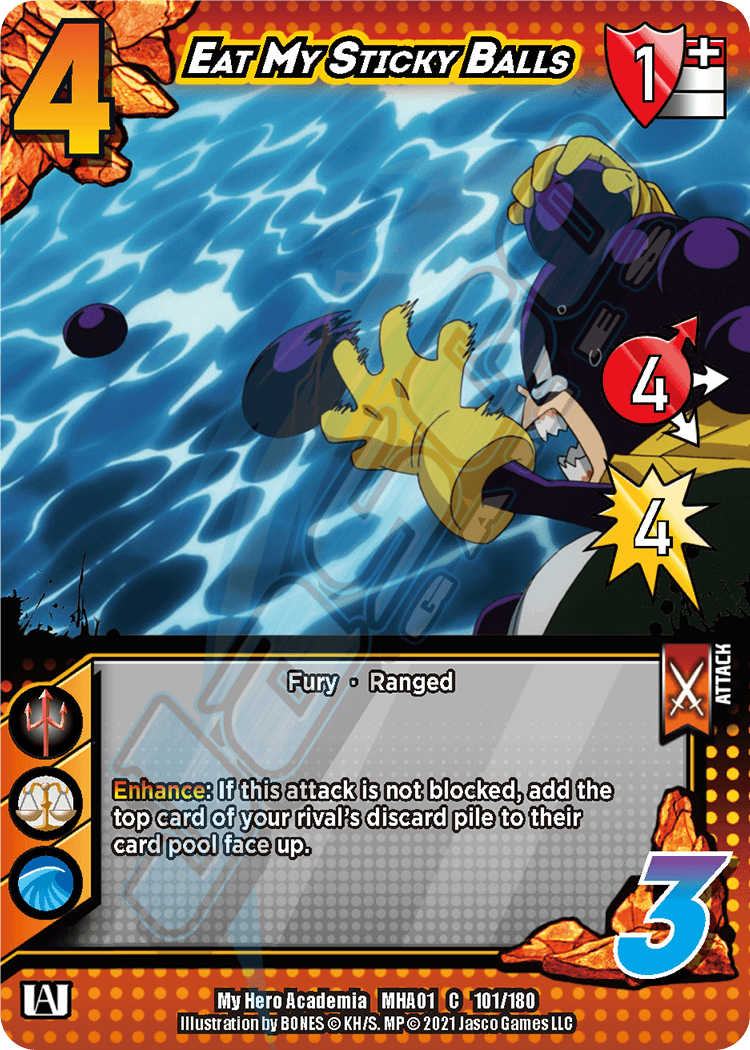 4
EAT MY STICKY BALLS
1
+
4
4
Fury • Ranged
ATTACK
Enhance: If this attack is not blocked, add the
top card of your rival's discard pile to their
card pool face up.
3
UA
My Hero Academia MHA01 C 101/180
Illustration by BONES © KH/S. MP © 2021 Jasco Games LLC